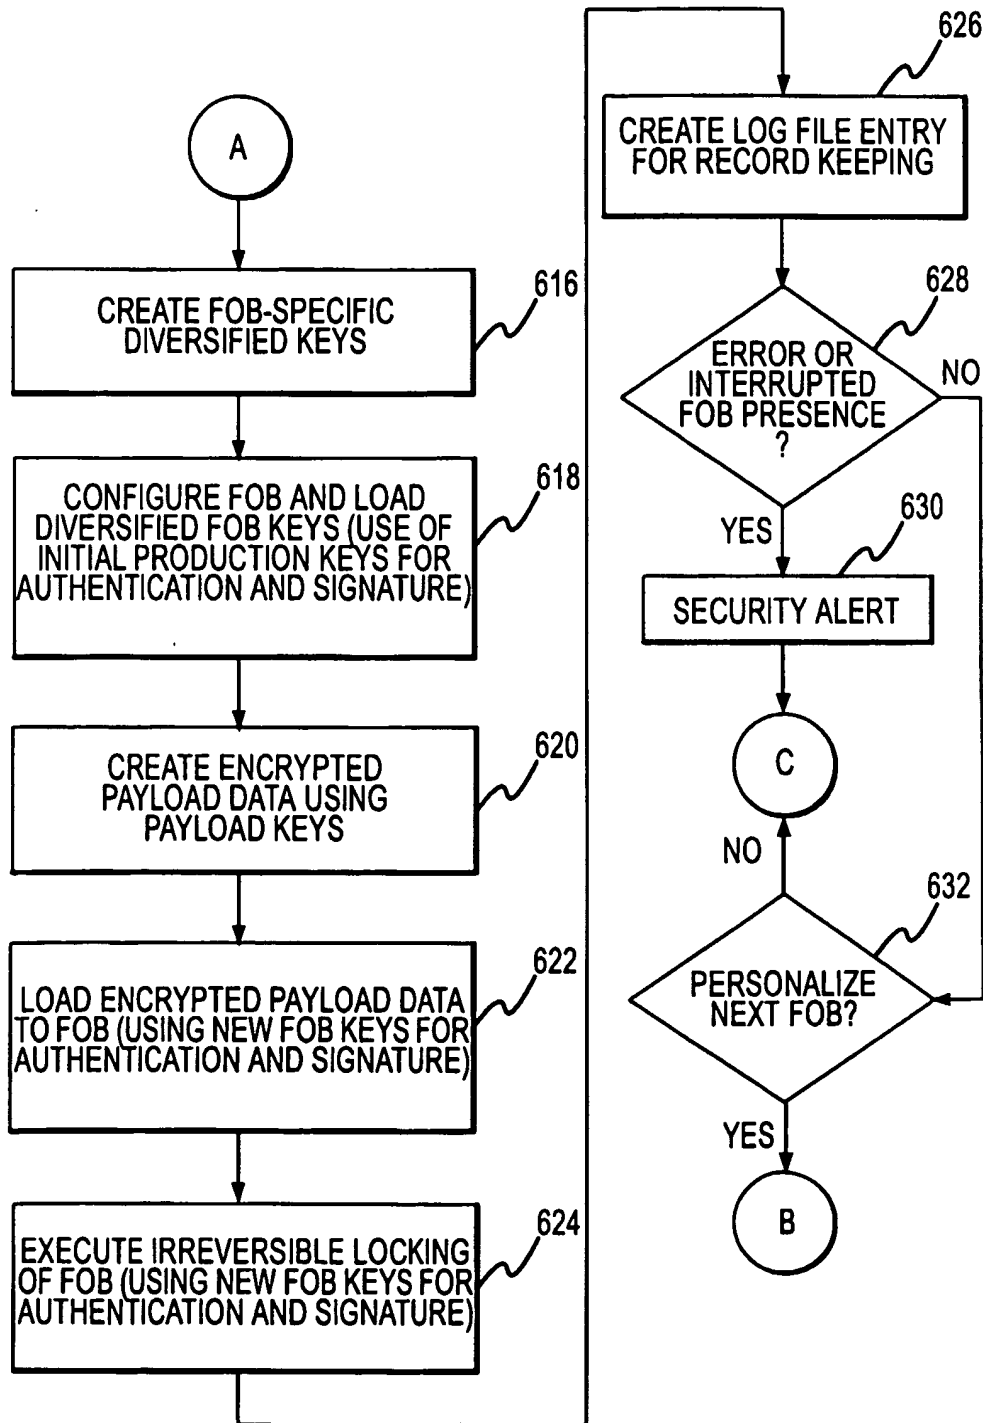 A
CREATE FOB-SPECIFIC
DIVERSIFIED KEYS
616
CONFIGURE FOB AND LOAD
DIVERSIFIED FOB KEYS (USE OF
INITIAL PRODUCTION KEYS FOR
AUTHENTICATION AND SIGNATURE)
618
CREATE ENCRYPTED
PAYLOAD DATA USING
PAYLOAD KEYS
620
LOAD ENCRYPTED PAYLOAD DATA
TO FOB (USING NEW FOB KEYS FOR
AUTHENTICATION AND SIGNATURE)
622
EXECUTE IRREVERSIBLE LOCKING
OF FOB (USING NEW FOB KEYS FOR
AUTHENTICATION AND SIGNATURE)
624
626
CREATE LOG FILE ENTRY
FOR RECORD KEEPING
628
ERROR OR
INTERRUPTED
FOB PRESENCE
?
NO
YES
630
SECURITY ALERT
C
NO
632
PERSONALIZE
NEXT FOB?
YES
B